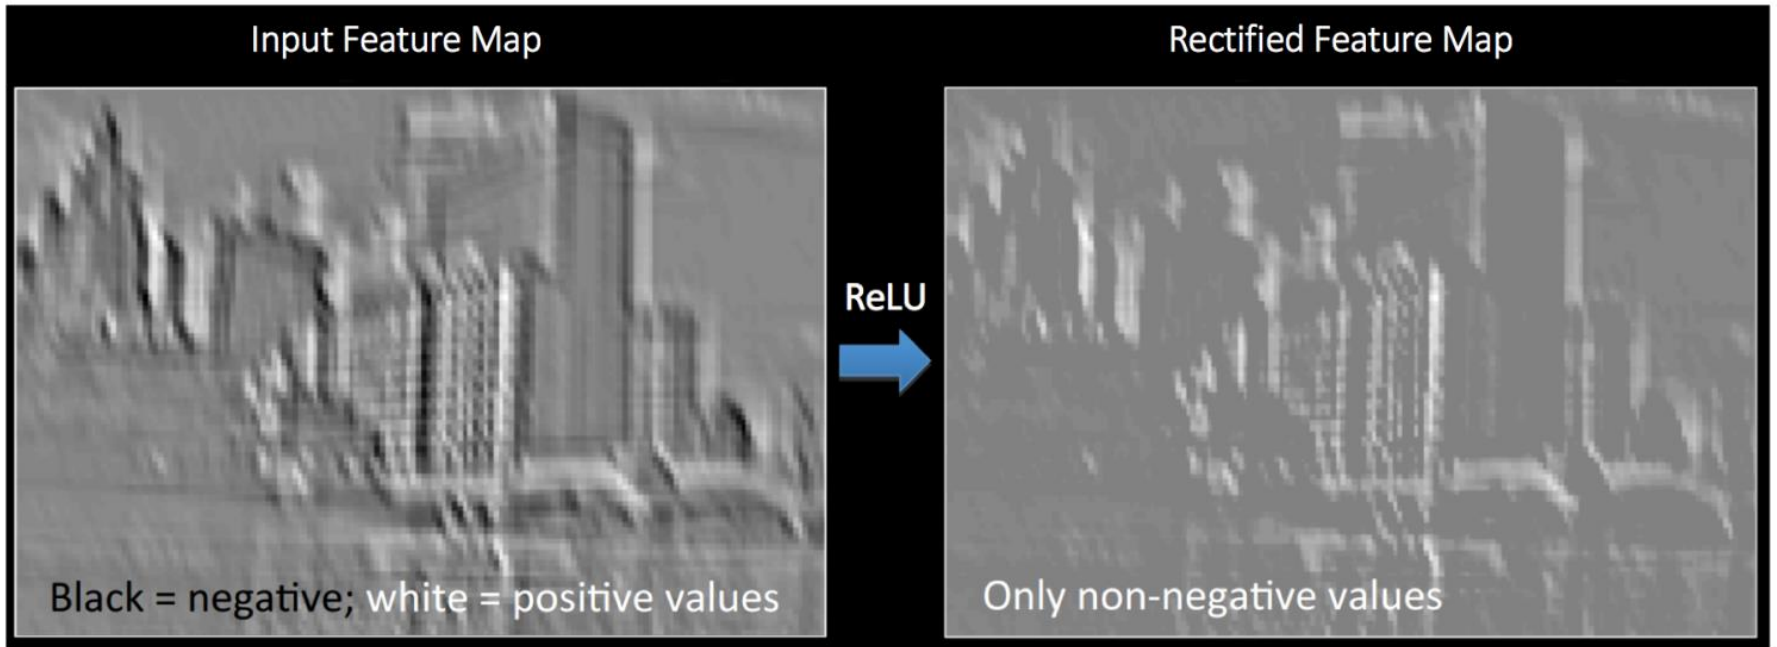 Input Feature Map
Rectified Feature Map
ReLU
Black = negative; white = positive values
Only non-negative values